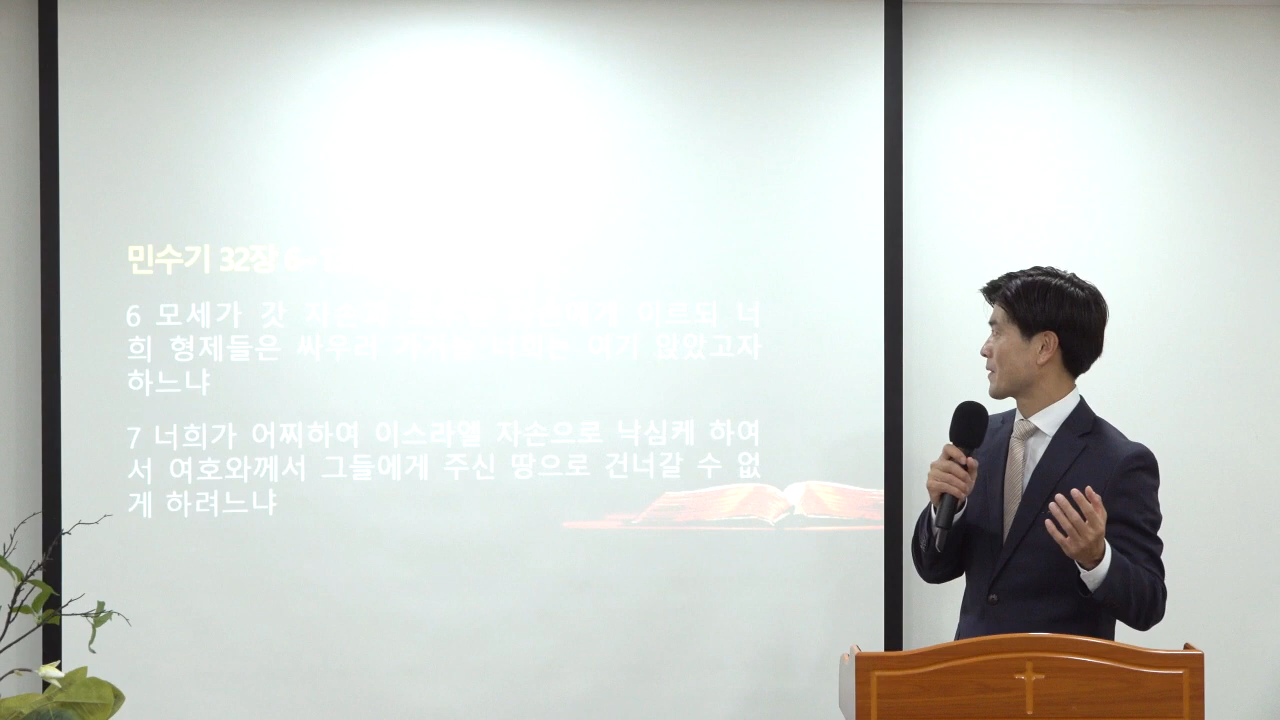 민수기 32장
6 모세가 갓 이르되 너
희 형제들은 싸우러 여기 앉았고자
하느냐
7 너희가 어찌하여 이스라엘 자손으로 낙심케 하여
서 여호와께서 그들에게 주신 땅으로 건너갈 수 없
게 하려느냐